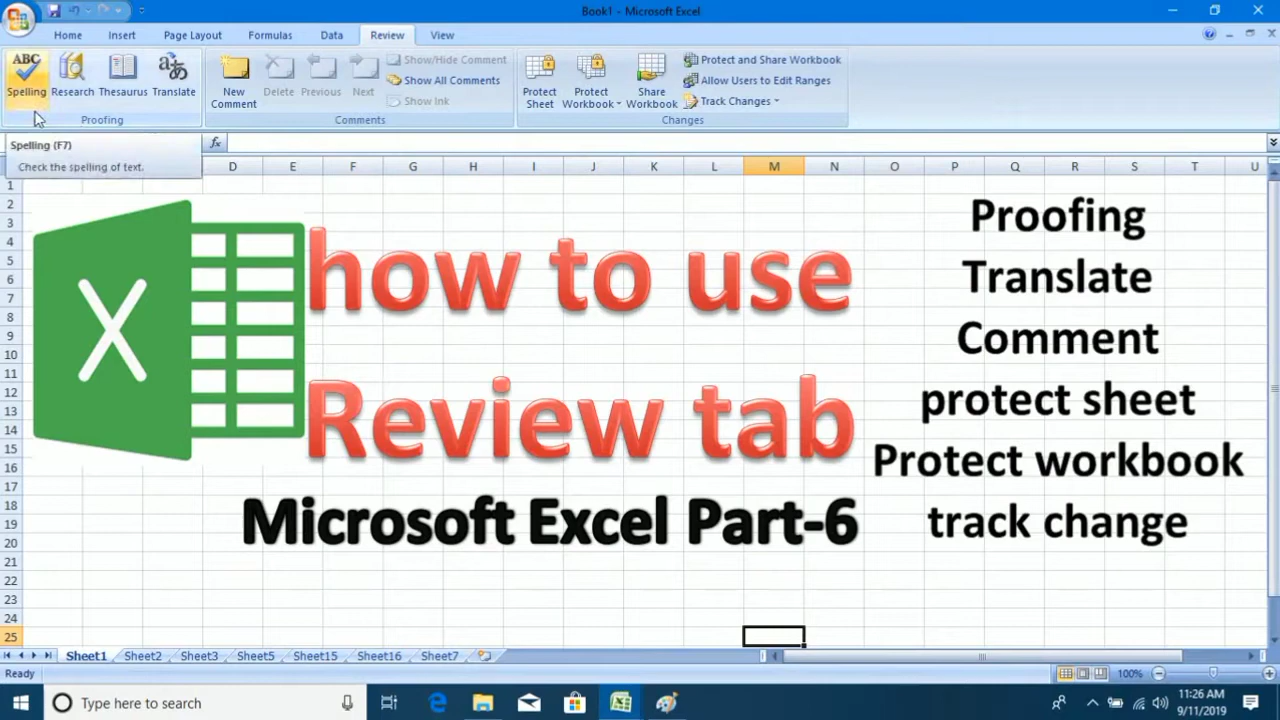 Book1 - Microsoft Excel
Home Insert Page Layout Formulas Data Review View
ABC
Spelling Research Thesaurus Translate
Proofing
New Comment Delete Previous Next
Show/Hide Comments
Show All Comments
Show Ink
Comments
Protect Sheet Protect Workbook Share Workbook
Protect and Share Workbook
Allow Users to Edit Ranges
Track Changes
Changes
Spelling (F7)
Check the spelling of text.
fx
D E F G H I J K L M N O P Q R S T U
1
2
3
4
5
6
7
8
9
10
11
12
13
14
15
16
17
18
19
20
21
22
23
24
25
X
how to use
Review tab
Microsoft Excel Part-6
Proofing
Translate
Comment
protect sheet
Protect workbook
track change
Sheet1 Sheet2 Sheet3 Sheet5 Sheet15 Sheet16 Sheet7
Ready 100%
Type here to search
11:26 AM
9/11/2019